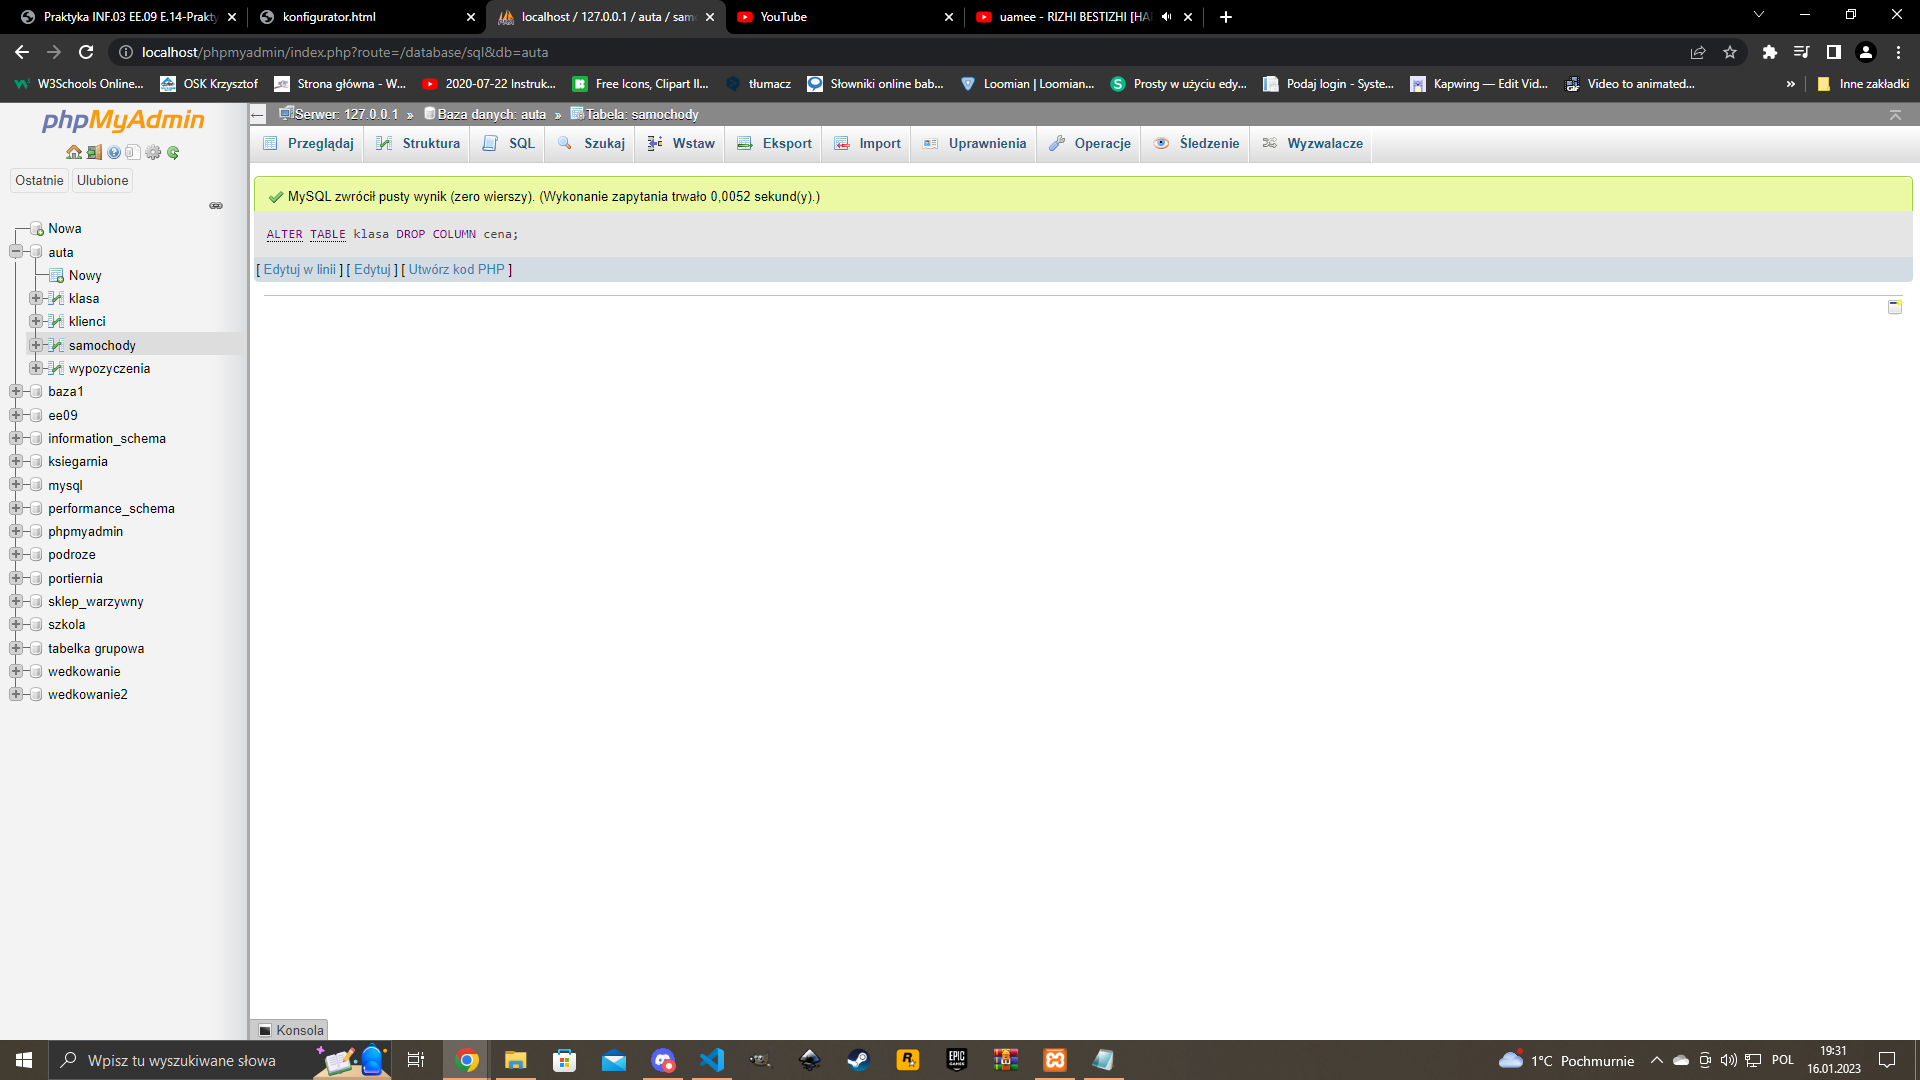 Praktyka INF.03 EE.09 E.14-Prakty
konfigurator.html
localhost / 127.0.0.1 / auta / sam
YouTube
uamee - RIZHI BESTIZHI [HA
localhost/phpmyadmin/index.php?route=/database/sql&db=auta
W3Schools Online...
OSK Krzysztof
Strona główna - W...
2020-07-22 Instruk...
Free Icons, Clipart Il...
tłumacz
Słowniki online bab...
Loomian | Loomian...
Prosty w użyciu edy...
Podaj login - Syste...
Kapwing — Edit Vid...
Video to animated...
»
Inne zakładki
phpMyAdmin
Ostatnie
Ulubione
Nowa
auta
Nowy
klasa
klienci
samochody
wypozyczenia
baza1
ee09
information_schema
ksiegarnia
mysql
performance_schema
phpmyadmin
podroze
portiernia
sklep_warzywny
szkola
tabelka grupowa
wedkowanie
wedkowanie2
Serwer: 127.0.0.1 » Baza danych: auta » Tabela: samochody
Przeglądaj
Struktura
SQL
Szukaj
Wstaw
Eksport
Import
Uprawnienia
Operacje
Śledzenie
Wyzwalacze
MySQL zwrócił pusty wynik (zero wierszy). (Wykonanie zapytania trwało 0,0052 sekund(y).)
ALTER TABLE klasa DROP COLUMN cena;
[ Edytuj w linii ] [ Edytuj ] [ Utwórz kod PHP ]
Konsola
Wpisz tu wyszukiwane słowa
EPIC GAMES
1°C Pochmurnie
POL
19:31
16.01.2023